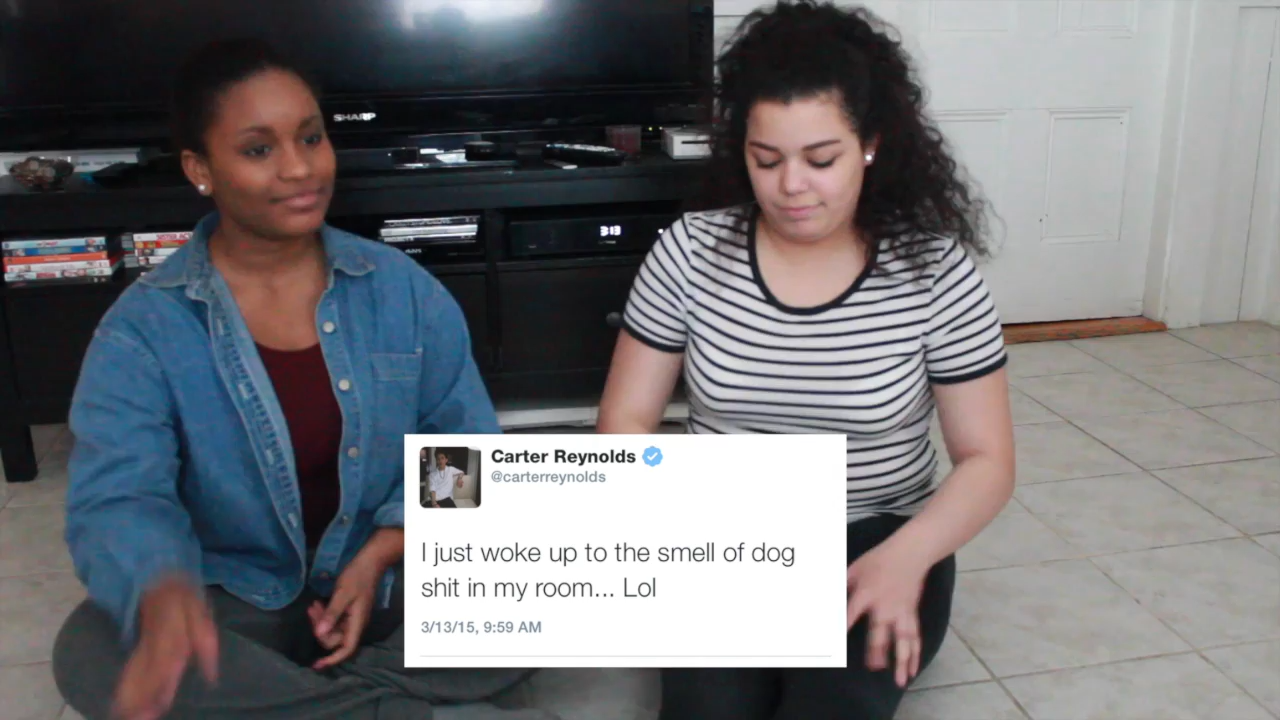 SHARP
313
Carter Reynolds
@carterreynolds
I just woke up to the smell of dog
shit in my room... Lol
3/13/15, 9:59 AM